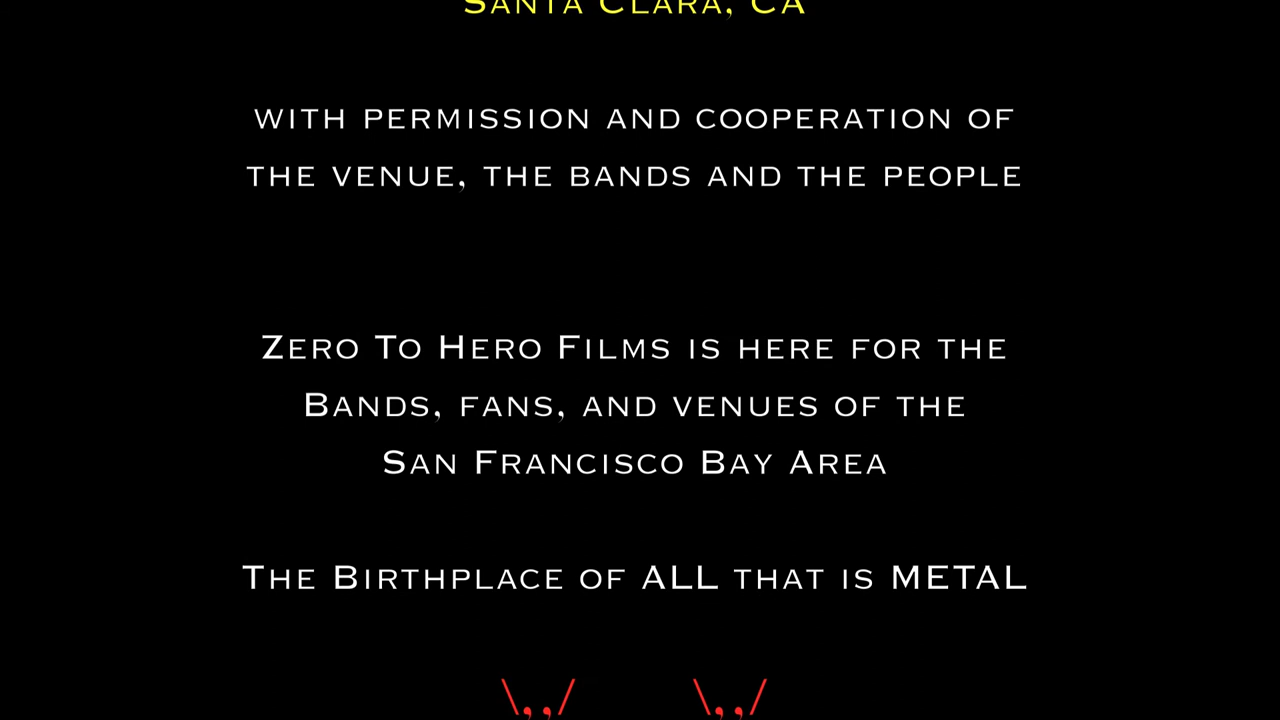 Santa Clara, CA
with permission and cooperation of
the venue, the bands and the people
Zero To Hero Films is here for the
Bands, fans, and venues of the
San Francisco Bay Area
The Birthplace of ALL that is METAL
\,,/ \,,/